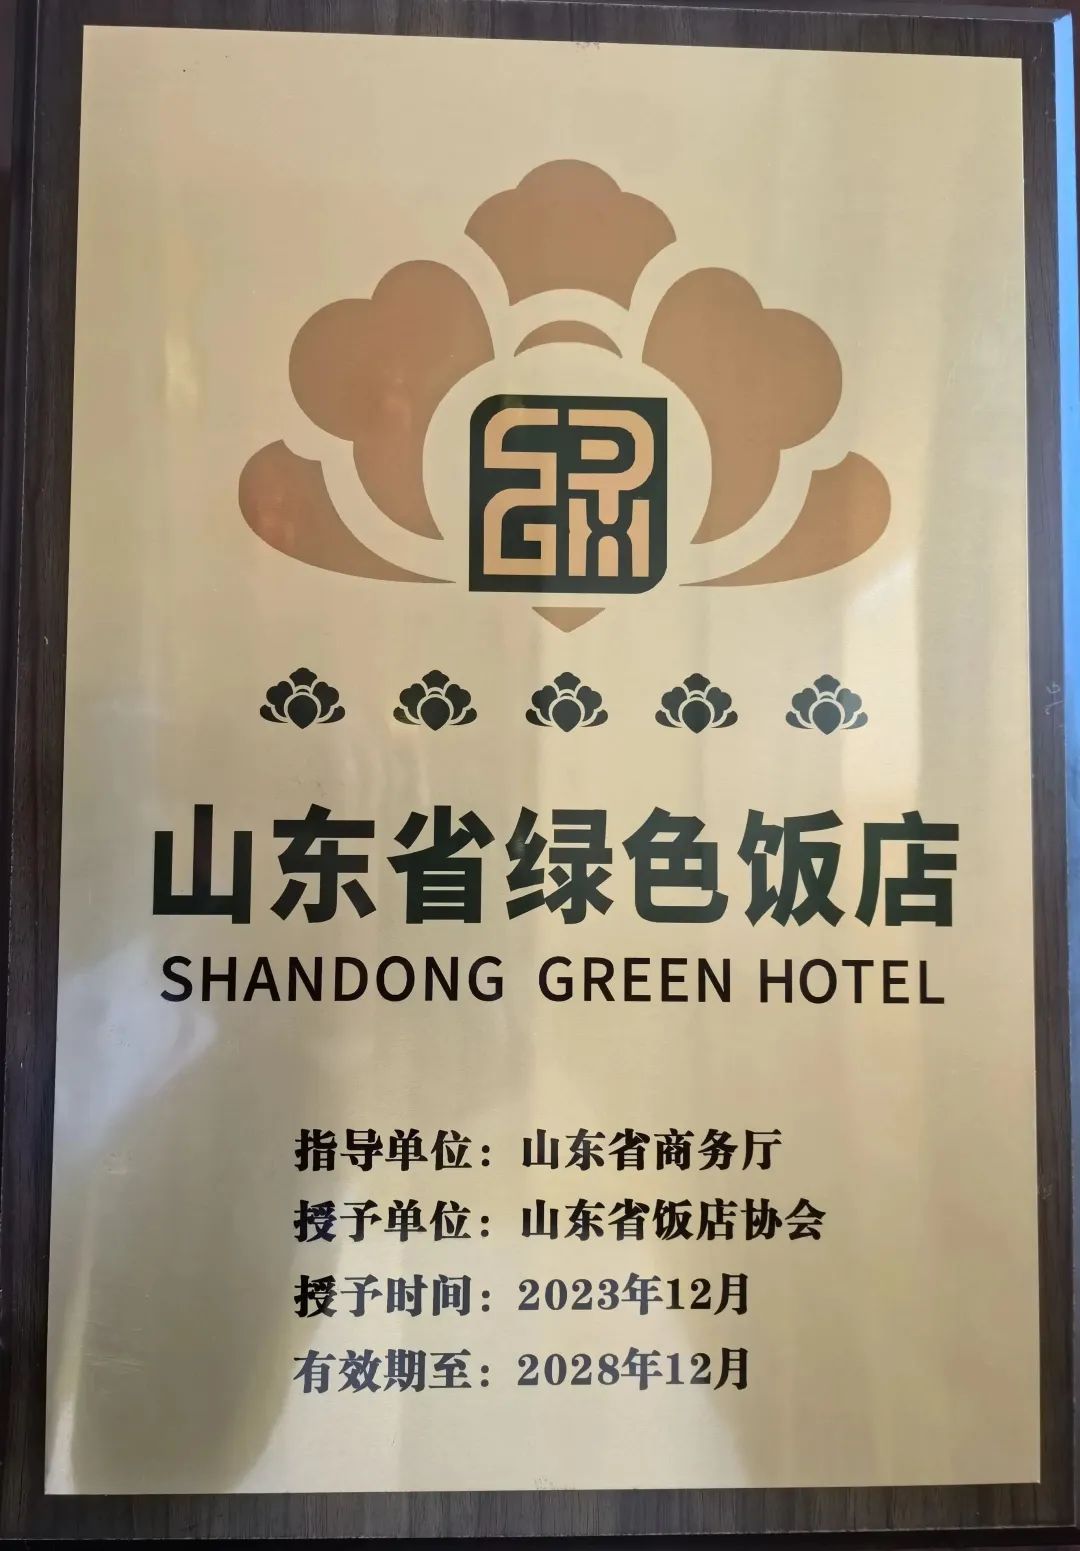 SD
GH
山东省绿色饭店
SHANDONG GREEN HOTEL
指导单位：山东省商务厅
授予单位：山东省饭店协会
授予时间：2023年12月
有效期至：2028年12月